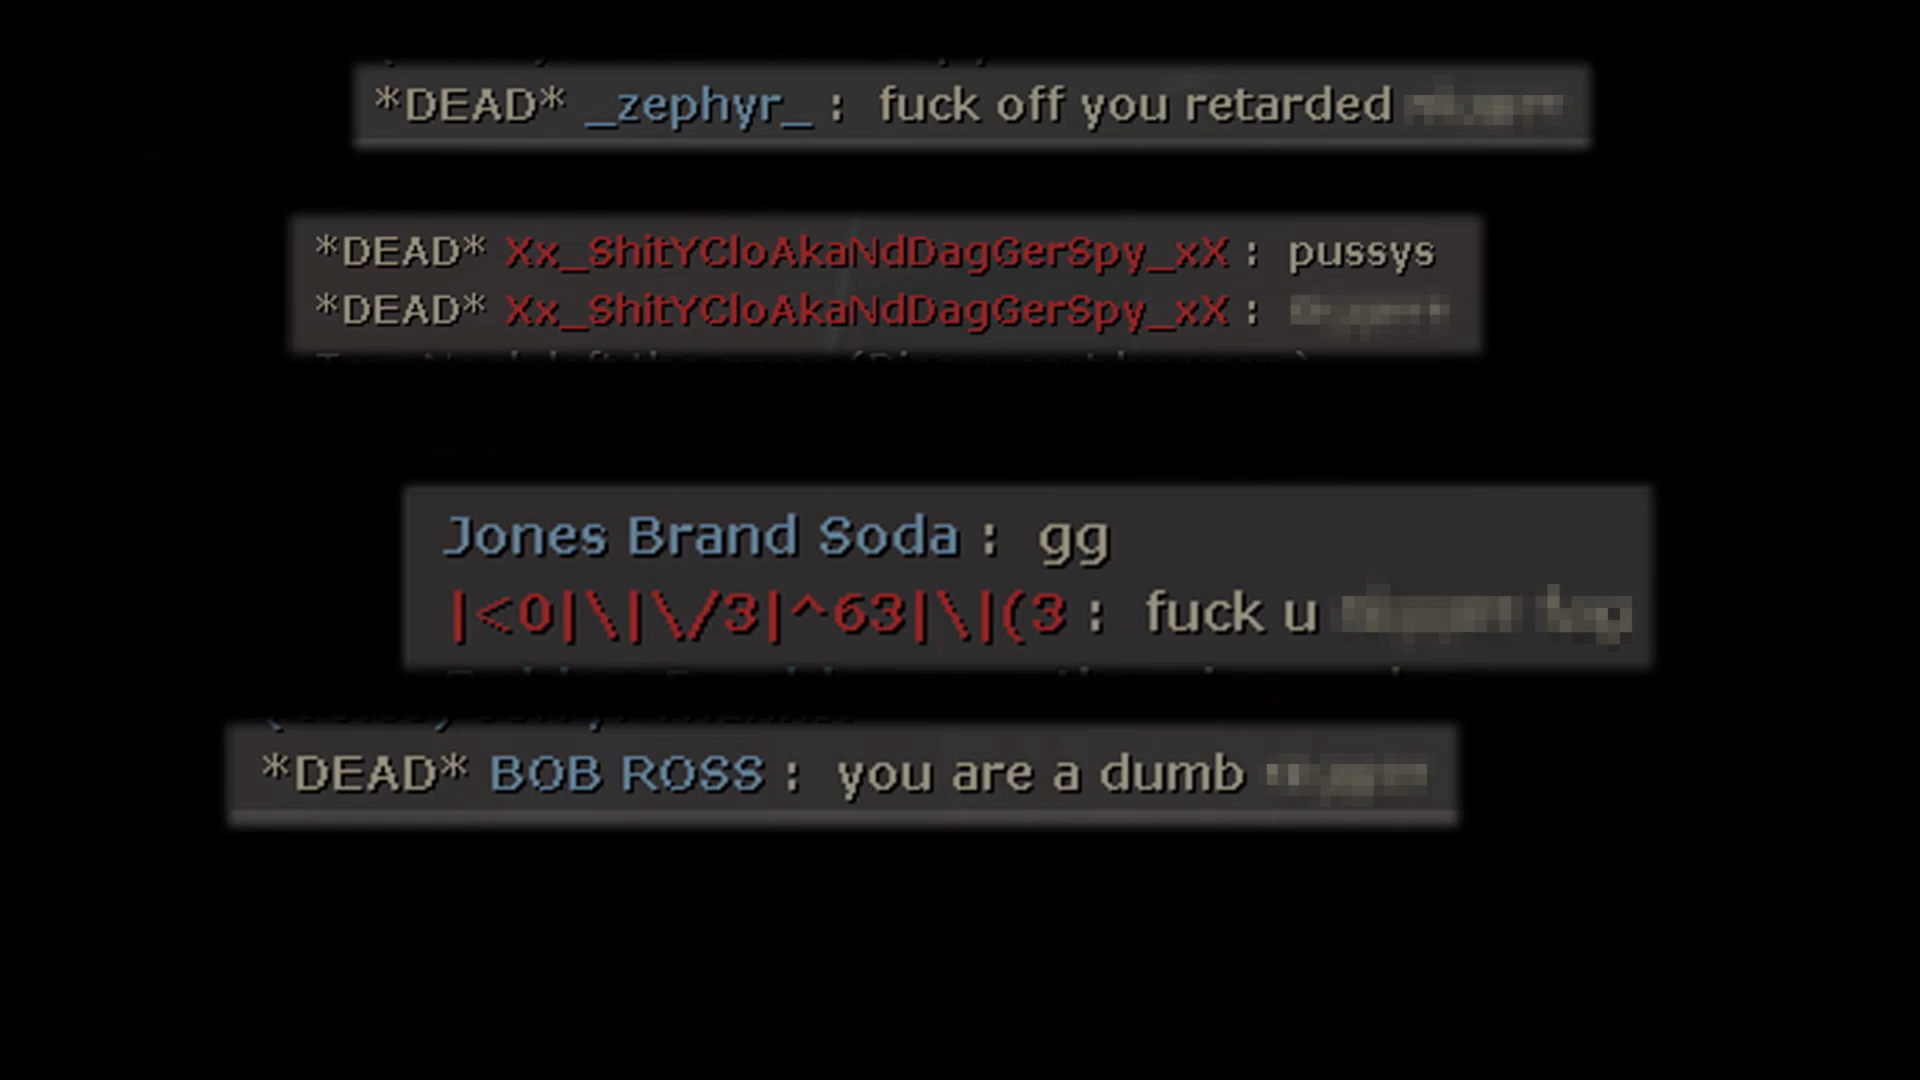 *DEAD* _zephyr_ : fuck off you retarded
*DEAD* Xx_ShitYCloAkaNdDagGerSpy_xX : pussys
*DEAD* Xx_ShitYCloAkaNdDagGerSpy_xX :
Jones Brand Soda : gg
|<0|\|\/3|^63|\|(3 : fuck u
*DEAD* BOB ROSS : you are a dumb